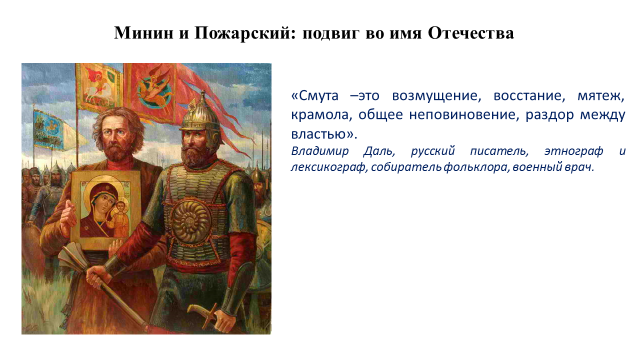 Минин и Пожарский: подвиг во имя Отечества
«Смута –это возмущение, восстание, мятеж,
крамола, общее неповиновение, раздор между
властью».
Владимир Даль, русский писатель, этнограф и
лексикограф, собиратель фольклора, военный врач.